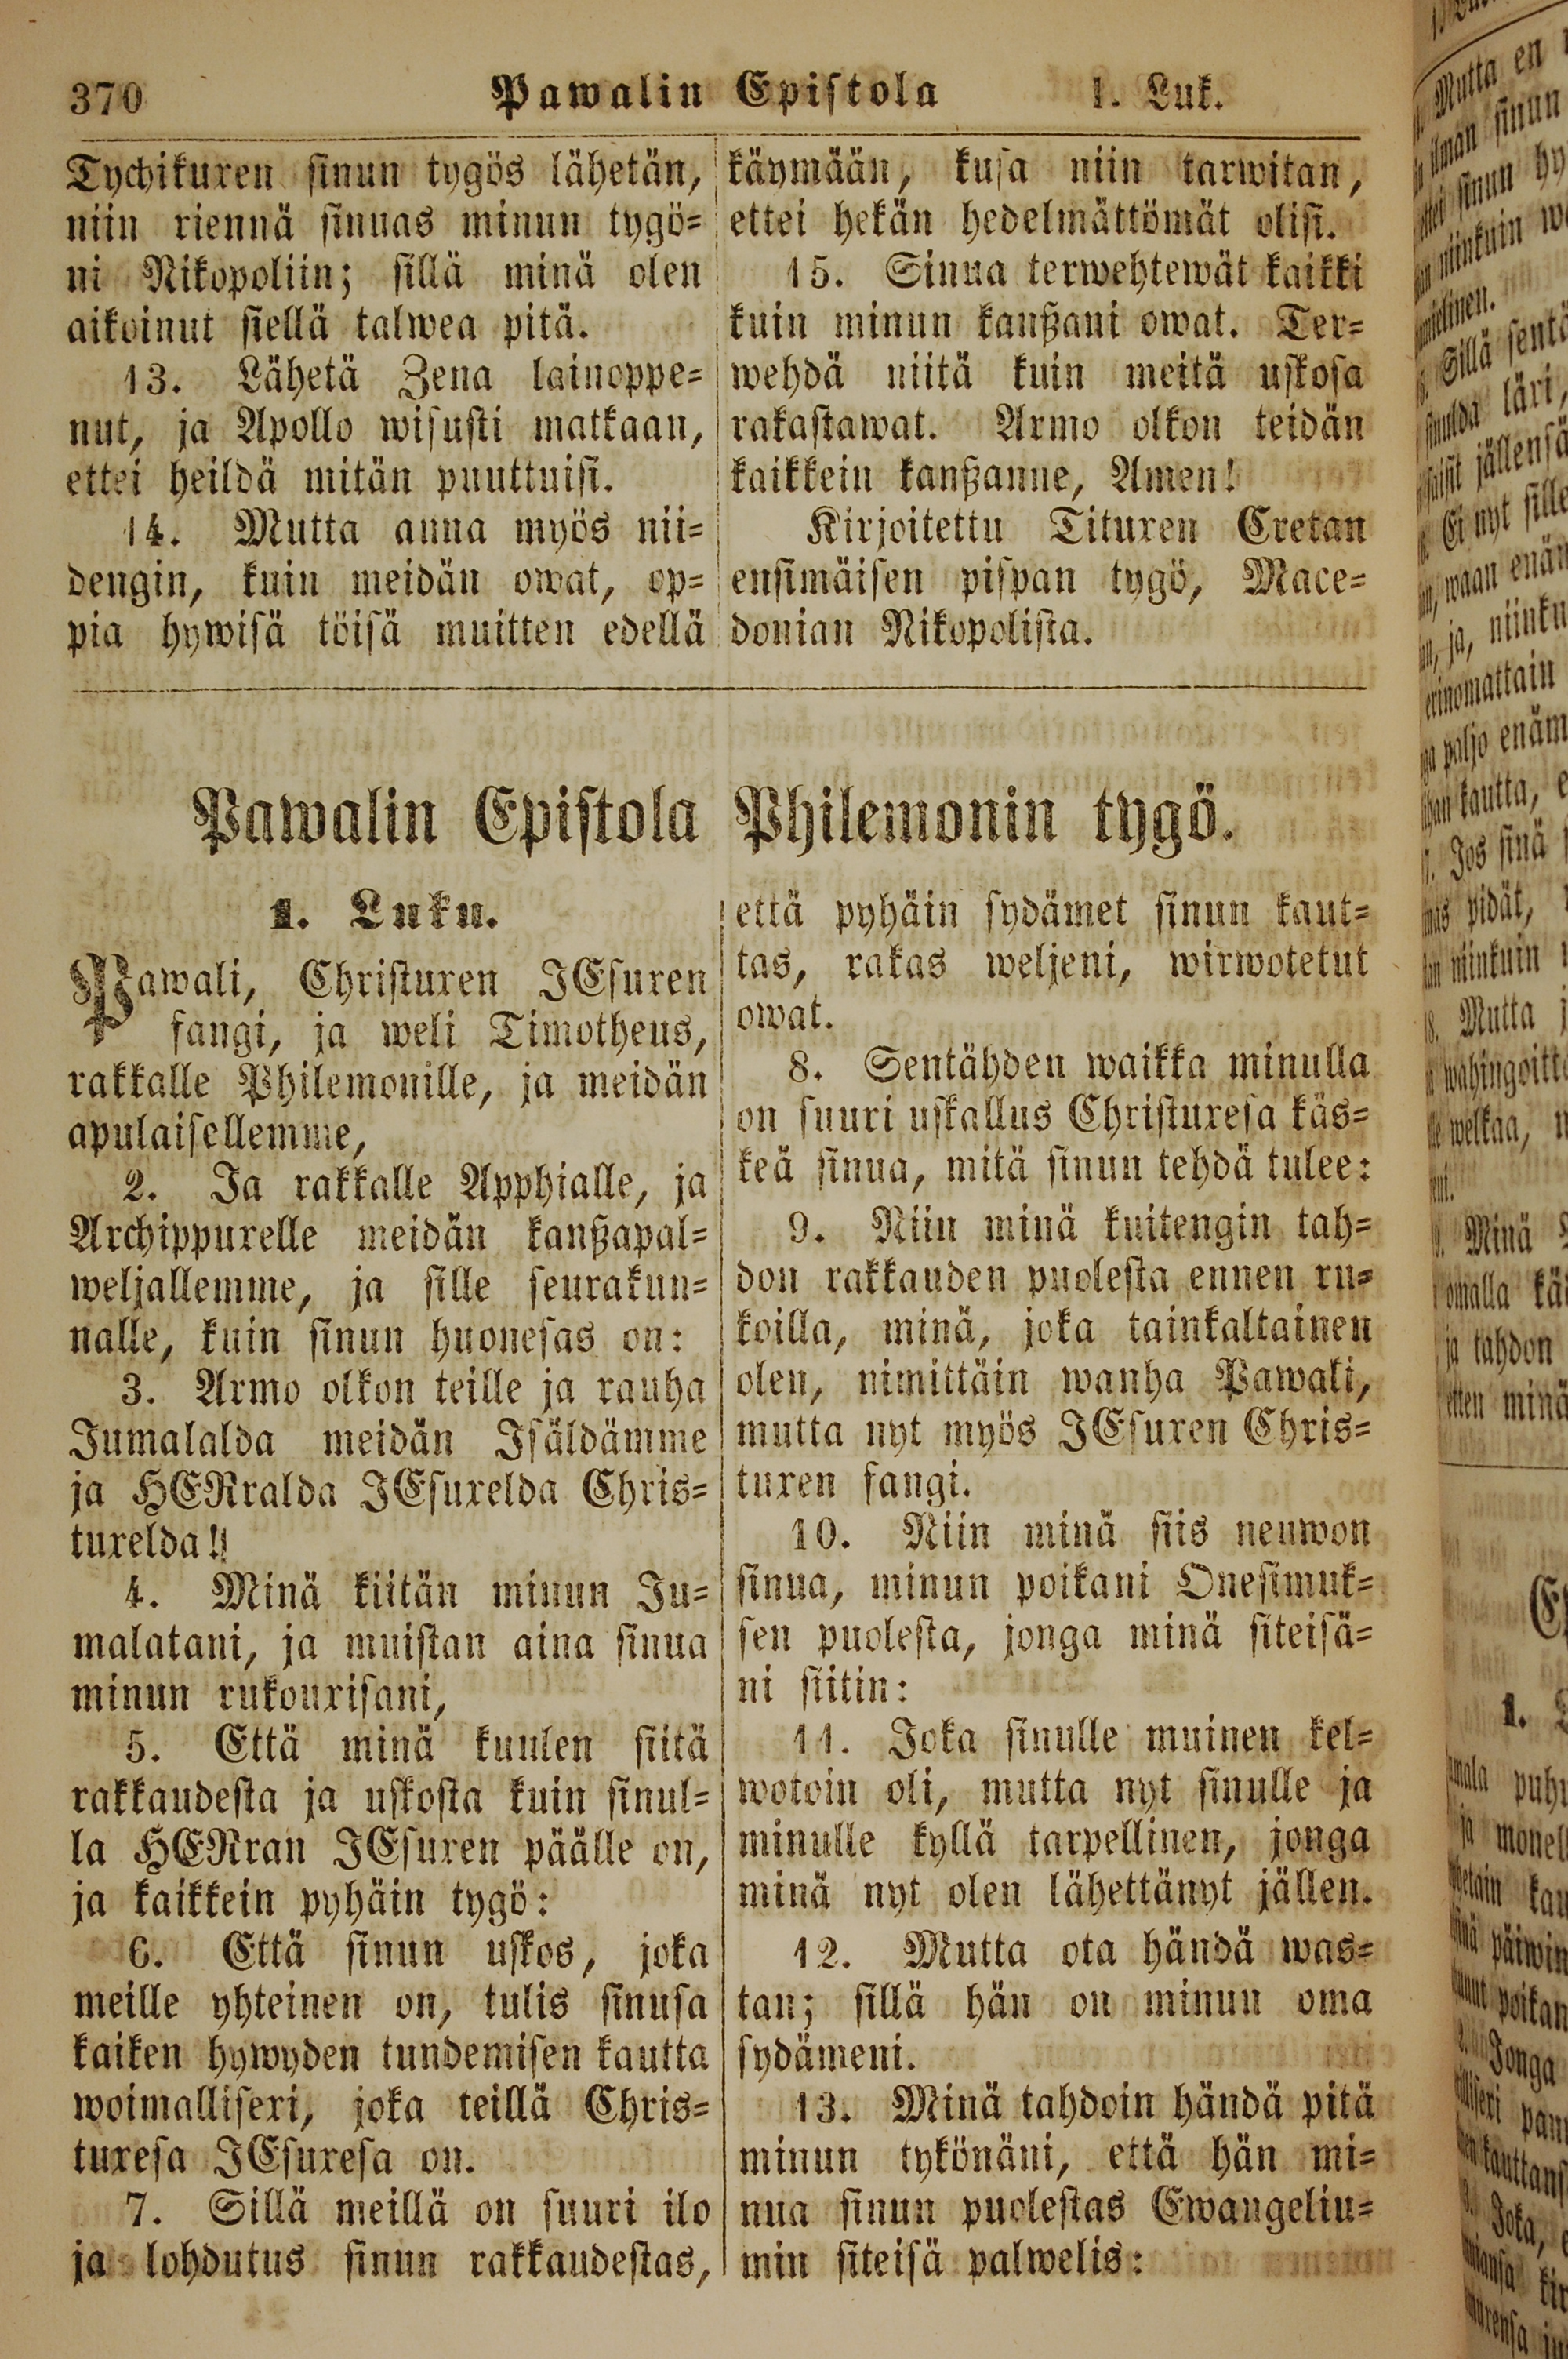 370 Pawalin Epistola 1. Luk.
Tychikuxen sinun tygös lähetän,
niin riennä sinuas minun tygö-
ni Nikopoliin; sillä minä olen
aikoinut siellä talwea pitä.
13. Lähetä Zena lainoppe-
nut, ja Apollo wisusti matkaan,
ettei heildä mitän puuttuisi.
14. Mutta anna myös nii-
dengin, kuin meidän owat, op-
pia hywisä töisä muitten edellä
käymään, kusa niin tarwitan,
ettei hekän hedelmättömät olisi.
15. Sinua terwehtewät kaikki
kuin minun kanßani owat. Ter-
wehdä niitä kuin meitä uskosa
rakastawat. Armo olkon teidän
kaikkein kanßanne, Amen!
Kirjoitettu Tituxen Cretan
ensimäisen pispan tygö, Mace-
donian Nikopolista.
Pawalin Epistola Philemonin tygö.
1. Luku.
Pawali, Christuxen JEsuxen
fangi, ja weli Timotheus,
rakkalle Philemonille, ja meidän
apulaisellemme,
2. Ja rakkalle Apphialle, ja
Archippuxelle meidän kanßapal-
weljallemme, ja sille seurakun-
nalle, kuin sinun huonesas on:
3. Armo olkon teille ja rauha
Jumalalda meidän Isäldämme
ja HERralda JEsuxelda Chris-
tuxelda!
4. Minä kiitän minun Ju-
malatani, ja muistan aina sinua
minun rukouxisani,
5. Että minä kuulen siitä
rakkaudesta ja uskosta kuin sinul-
la HERran JEsuxen päälle on,
ja kaikkein pyhäin tygö:
6. Että sinun uskos, joka
meille yhteinen on, tulis sinusa
kaiken hywyden tundemisen kautta
woimallisexi, joka teillä Chris-
tuxesa JEsuxesa on.
7. Sillä meillä on suuri ilo
ja lohdutus sinun rakkaudestas,
että pyhäin sydämet sinun kaut-
tas, rakas weljeni, wirwotetut
owat.
8. Sentähden waikka minulla
on suuri uskallus Christuxesa käs-
keä sinua, mitä sinun tehdä tulee:
9. Niin minä kuitengin tah-
don rakkauden puolesta ennen ru-
koilla, minä, joka tainkaltainen
olen, nimittäin wanha Pawali,
mutta nyt myös JEsuxen Chris-
tuxen fangi.
10. Niin minä siis neuwon
sinua, minun poikani Onesimuk-
sen puolesta, jonga minä siteisä-
ni siitin:
11. Joka sinulle muinen kel-
wotoin oli, mutta nyt sinulle ja
minulle kyllä tarpellinen, jonga
minä nyt olen lähettänyt jällen.
12. Mutta ota händä was-
tan; sillä hän on minun oma
sydämeni.
13. Minä tahdoin händä pitä
minun tykönäni, että hän mi-
nua sinun puolestas Ewangeliu-
min siteisä palwelis: